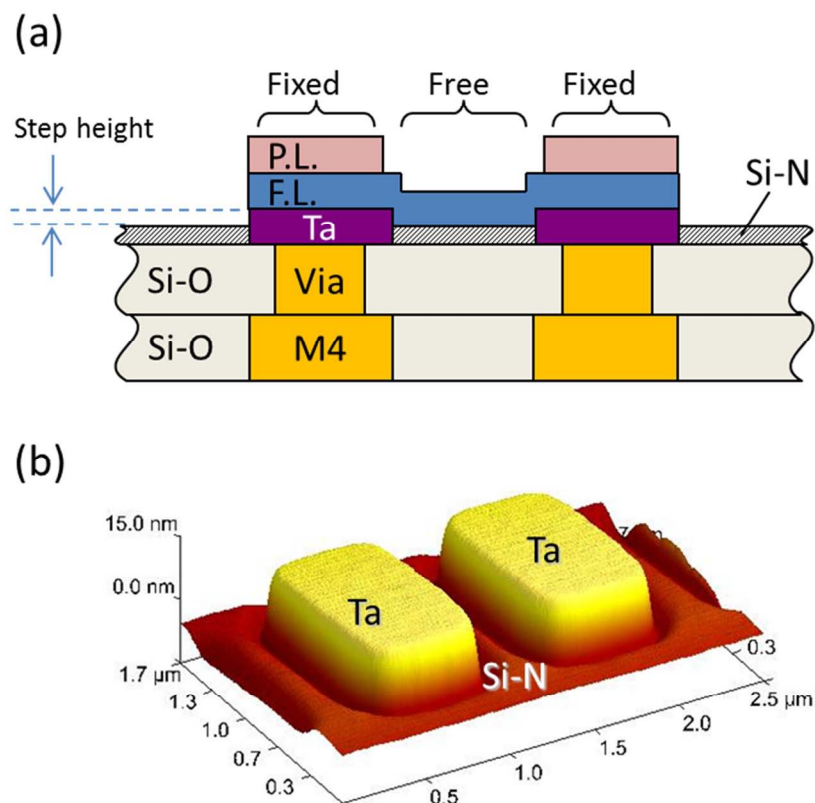 (a)
Fixed Free Fixed
Step height
P.L.
Si-N
F.L.
Ta
Si-O Via
Si-O M4
(b)
15.0 nm
Ta
0.0 nm
Ta
1.7 µm
Si-N
0.3
1.3
2.5 µm
1.0
2.0
0.7
1.5
0.3
1.0
0.5